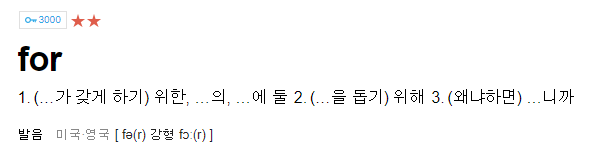 3000 ★★
for
1. (…가 갖게 하기) 위한, …의, …에 둘 2. (…을 돕기) 위해 3. (왜냐하면) …니까
발음 미국·영국 [ fə(r) 강형 fɔː(r) ]